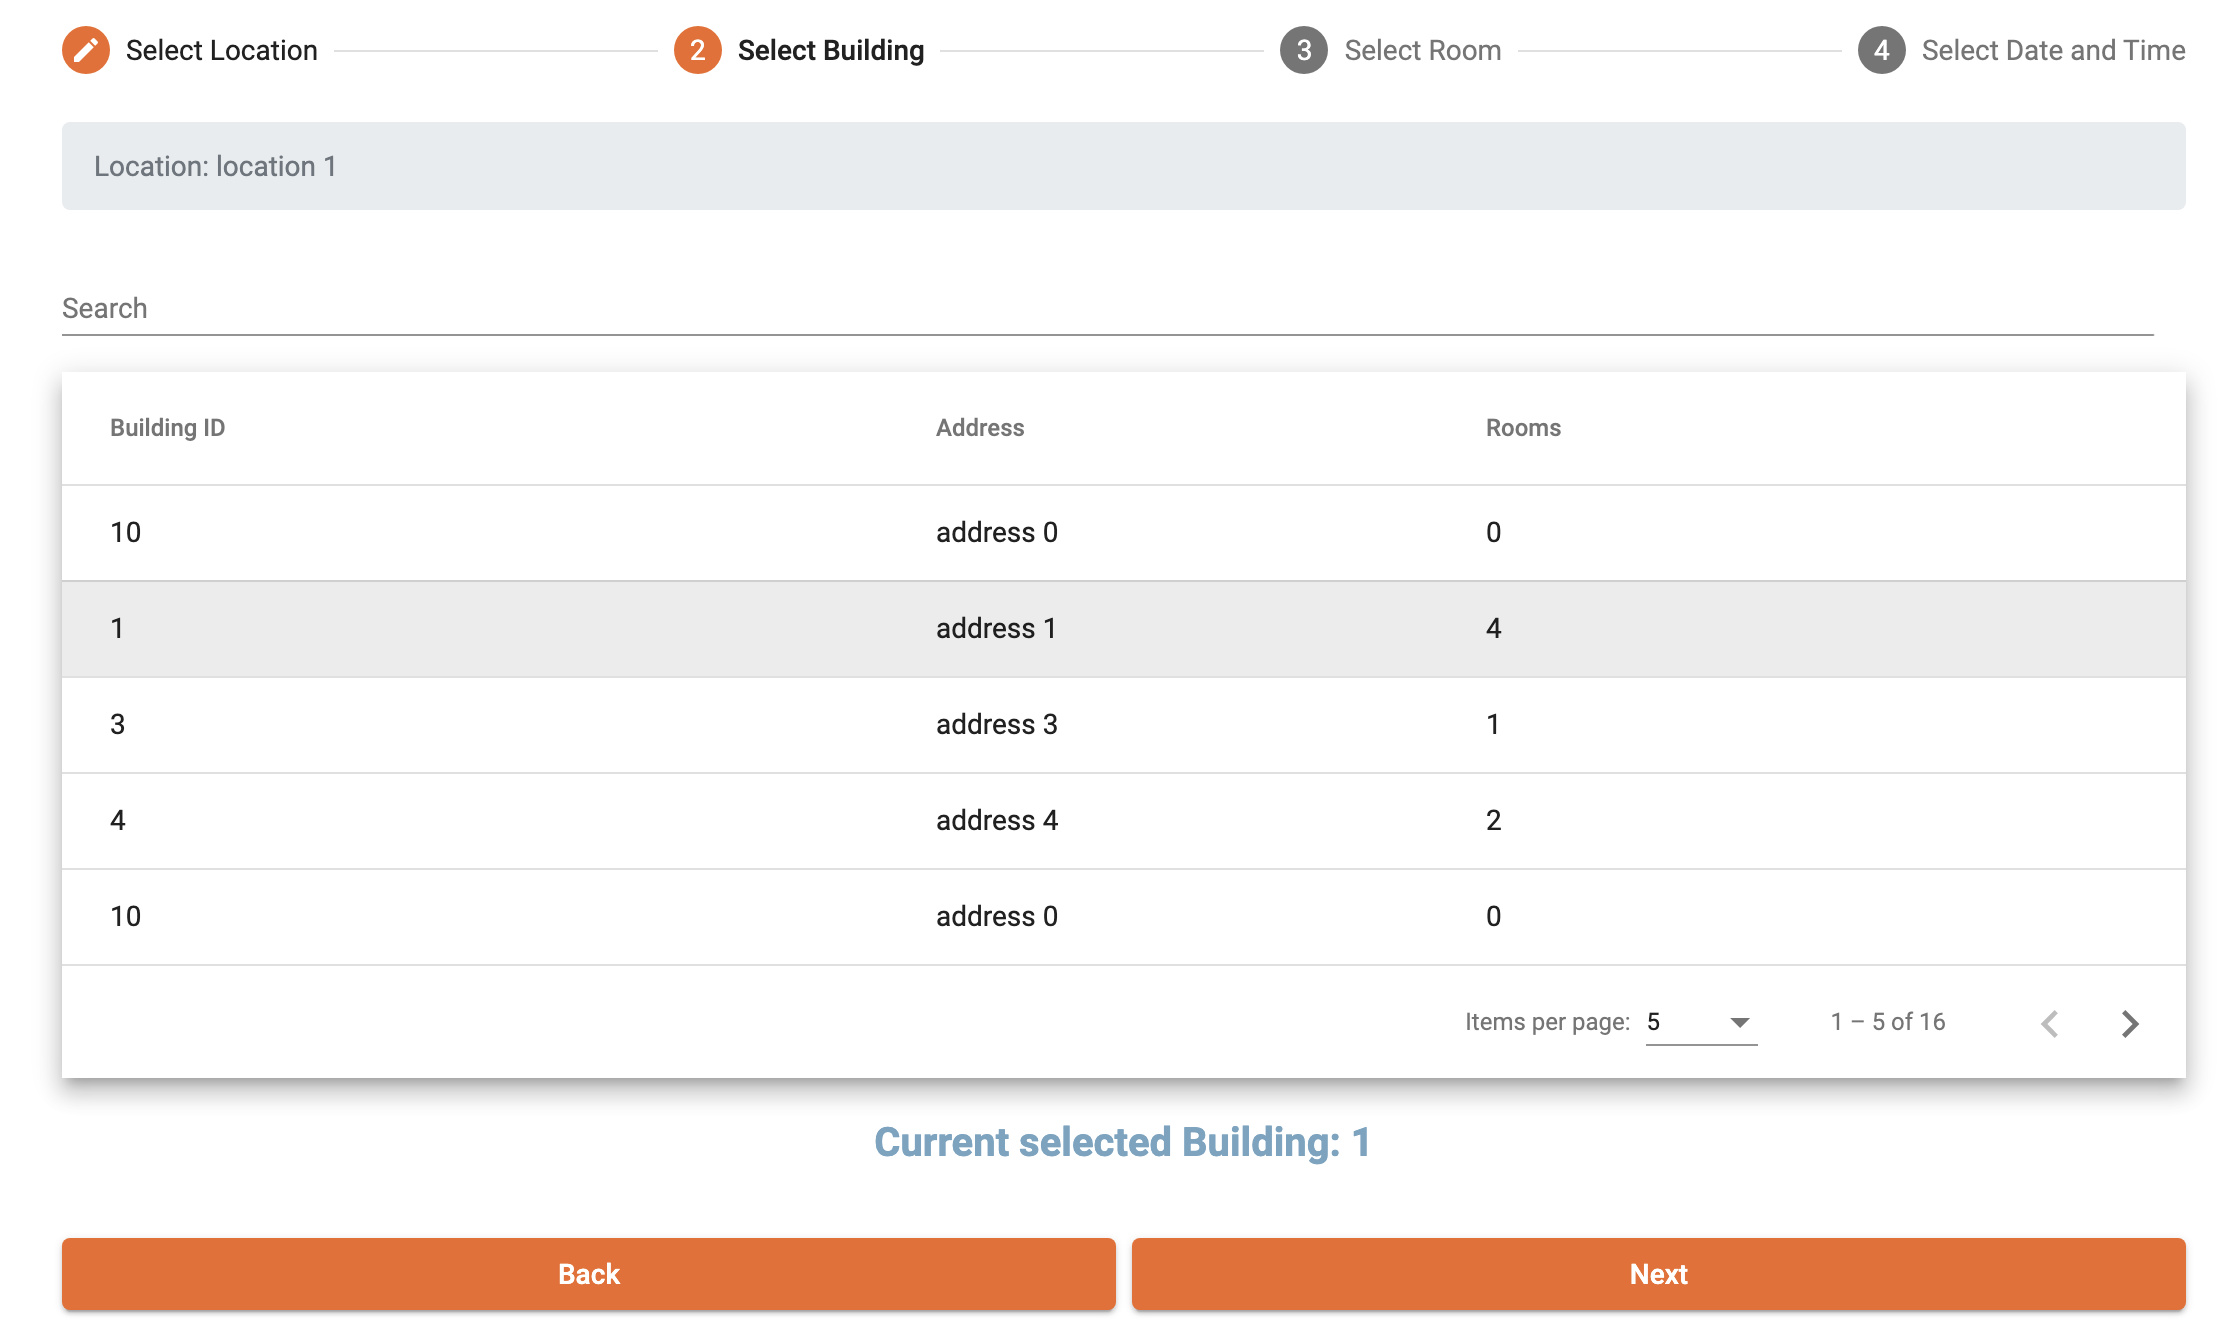 Select Location 2 Select Building 3 Select Room 4 Select Date and Time
Location: location 1
Search
Building ID Address Rooms
10 address 0 0
1 address 1 4
3 address 3 1
4 address 4 2
10 address 0 0
Items per page: 5 1 – 5 of 16
Current selected Building: 1
Back Next